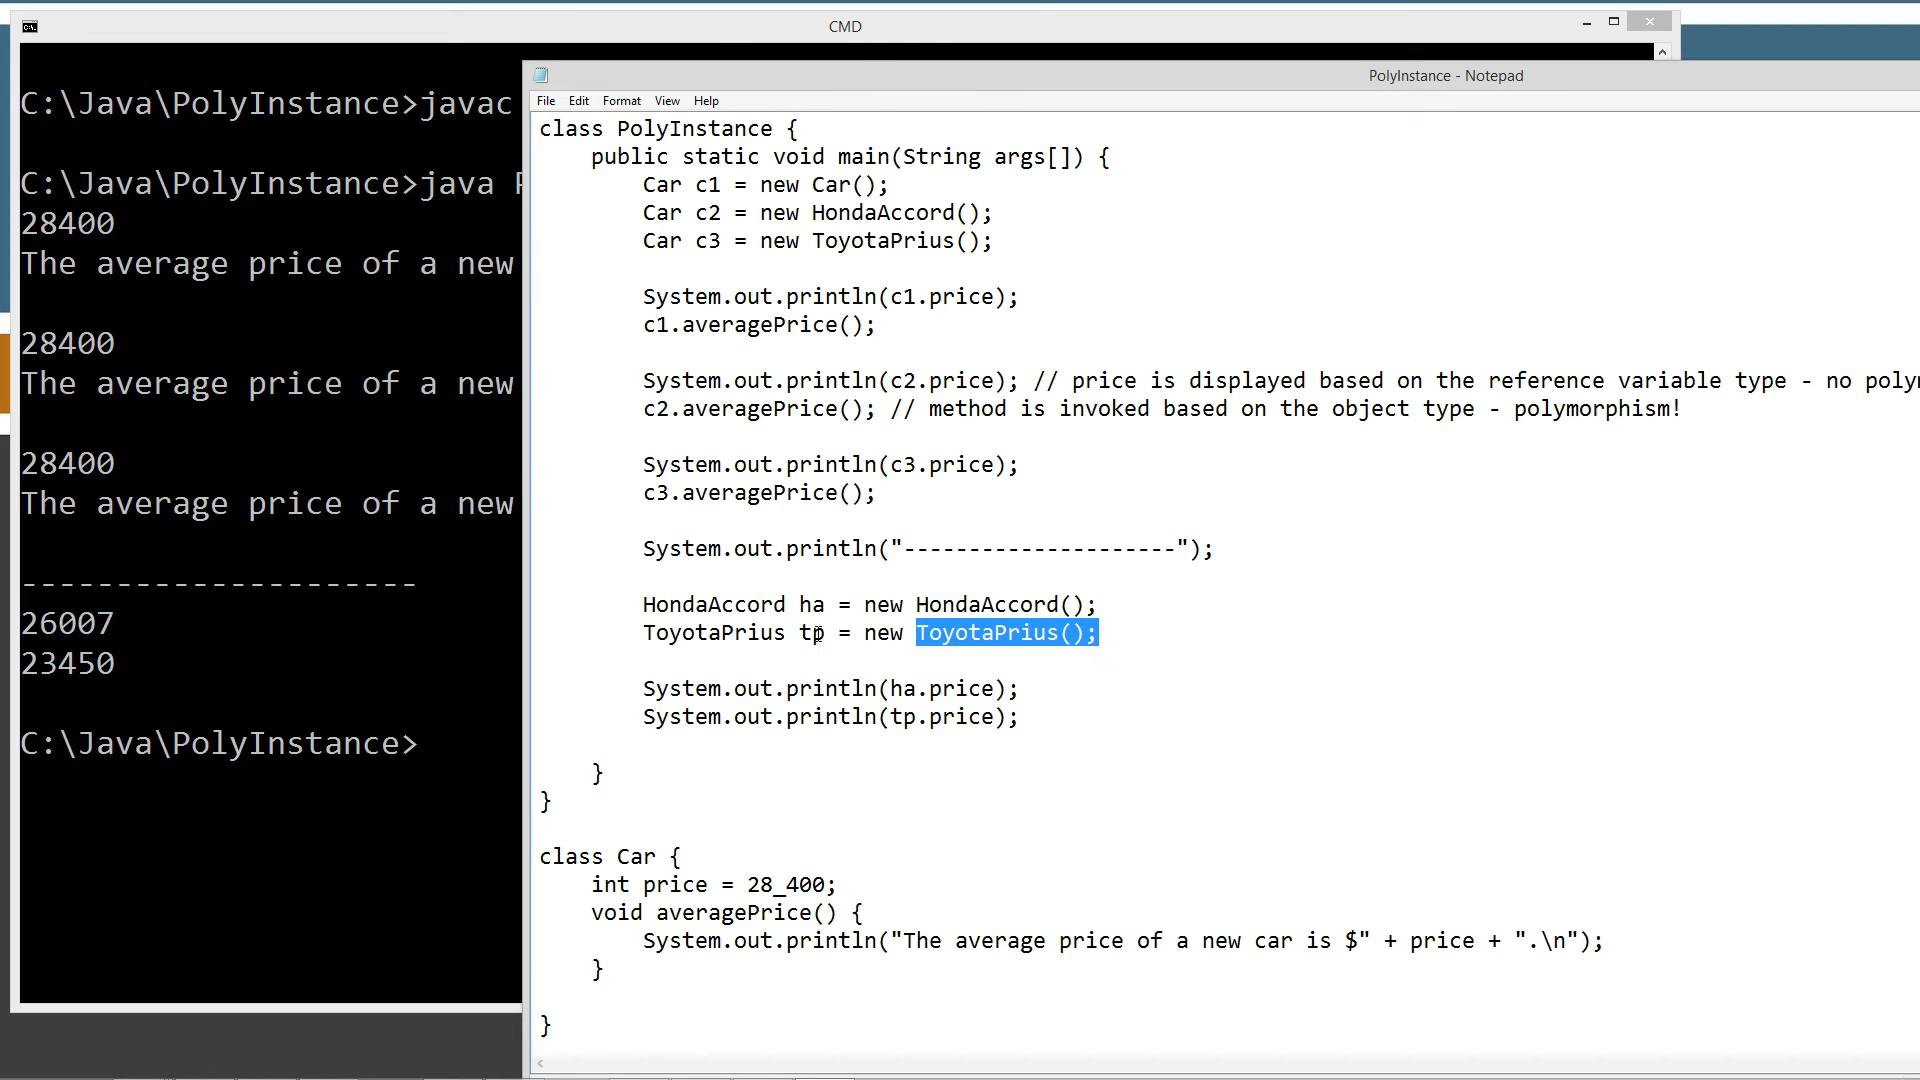 CMD
C:\Java\PolyInstance>javac
C:\Java\PolyInstance>java
28400
The average price of a new
28400
The average price of a new
28400
The average price of a new
---------------------
26007
23450
C:\Java\PolyInstance>
PolyInstance - Notepad
File Edit Format View Help
class PolyInstance {
public static void main(String args[]) {
Car c1 = new Car();
Car c2 = new HondaAccord();
Car c3 = new ToyotaPrius();
System.out.println(c1.price);
c1.averagePrice();
System.out.println(c2.price); // price is displayed based on the reference variable type - no
c2.averagePrice(); // method is invoked based on the object type - polymorphism!
System.out.println(c3.price);
c3.averagePrice();
System.out.println("---------------------");
HondaAccord ha = new HondaAccord();
ToyotaPrius tp = new ToyotaPrius();
System.out.println(ha.price);
System.out.println(tp.price);
}
}
class Car {
int price = 28_400;
void averagePrice() {
System.out.println("The average price of a new car is $" + price + ".\n");
}
}